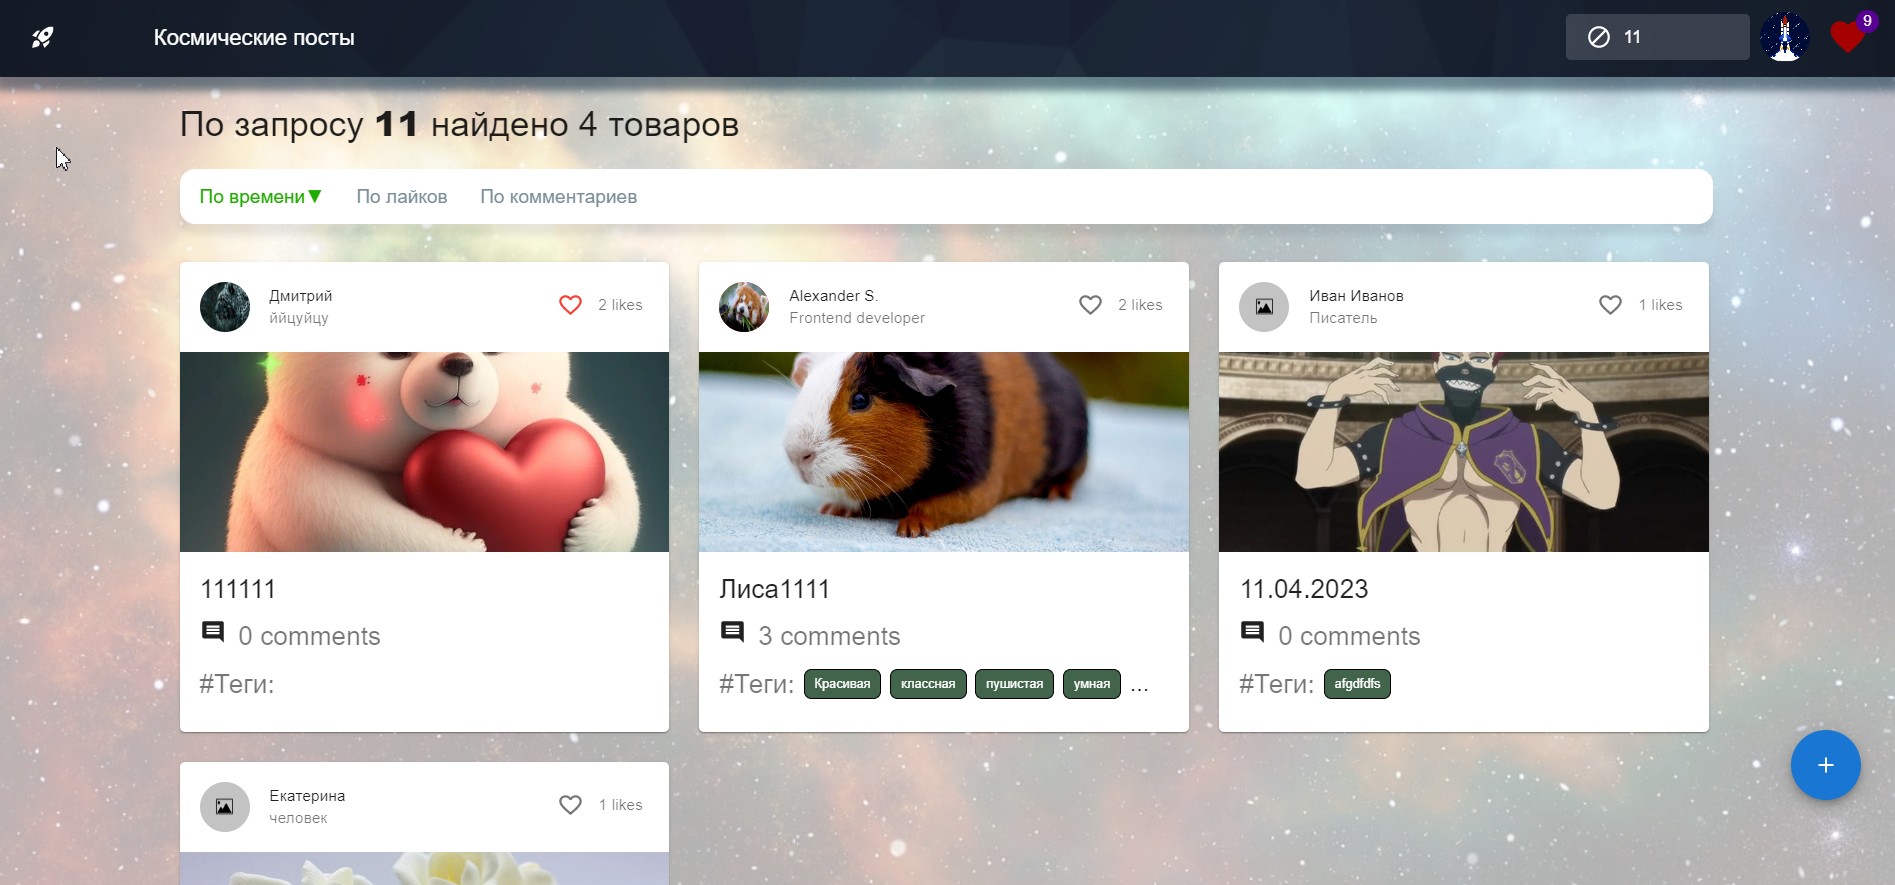 Космические посты
11
9
По запросу 11 найдено 4 товаров
По времени▼ По лайков По комментариев
Дмитрий
ййцуйцу
2 likes
111111
0 comments
#Теги:
Alexander S.
Frontend developer
2 likes
Лиса1111
3 comments
#Теги: Красивая классная пушистая умная ...
Иван Иванов
Писатель
1 likes
11.04.2023
0 comments
#Теги: afgdfdfs
Екатерина
человек
1 likes